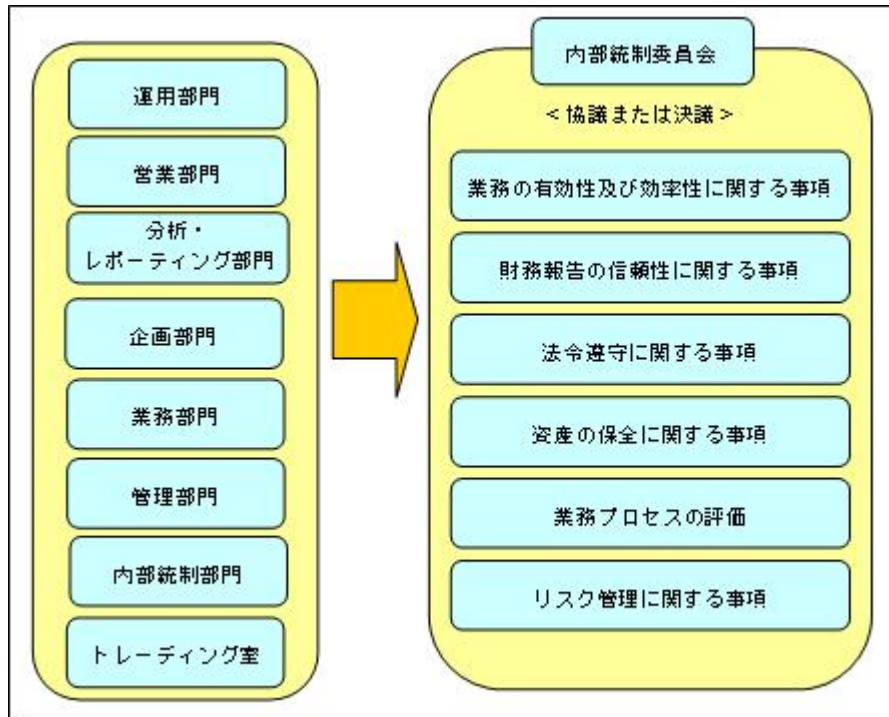 運用部門
営業部門
分析・
レポーティング部門
企画部門
業務部門
管理部門
内部統制部門
トレーディング室
内部統制委員会
<協議または決議>
業務の有効性及び効率性に関する事項
財務報告の信頼性に関する事項
法令遵守に関する事項
資産の保全に関する事項
業務プロセスの評価
リスク管理に関する事項